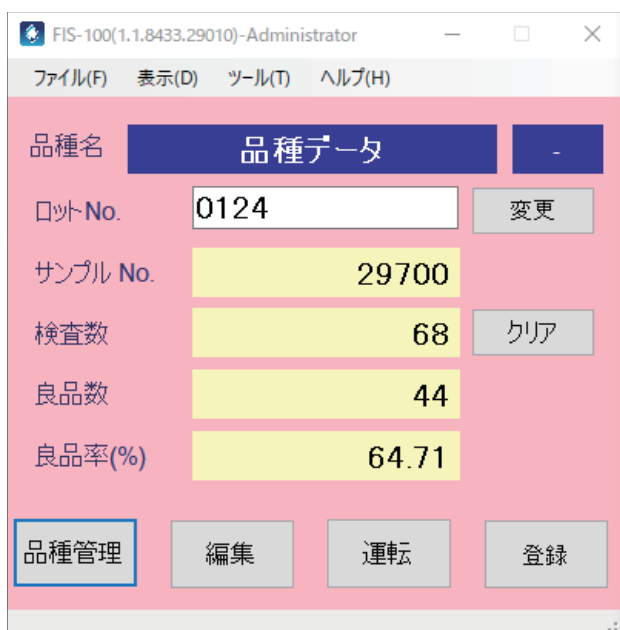 FIS-100(1.1.8433.29010)-Administrator
ファイル(F) 表示(D) ツール(T) ヘルプ(H)
品種名 品種データ -
ロットNo. 0124 変更
サンプル No. 29700
検査数 68 クリア
良品数 44
良品率(%) 64.71
品種管理 編集 運転 登録